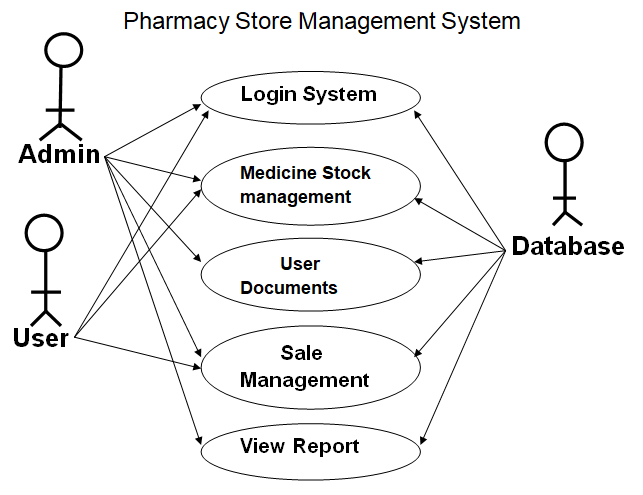 Pharmacy Store Management System
Login System
Admin
Medicine Stock
management
User
Database
User
Documents
Sale
Management
View Report